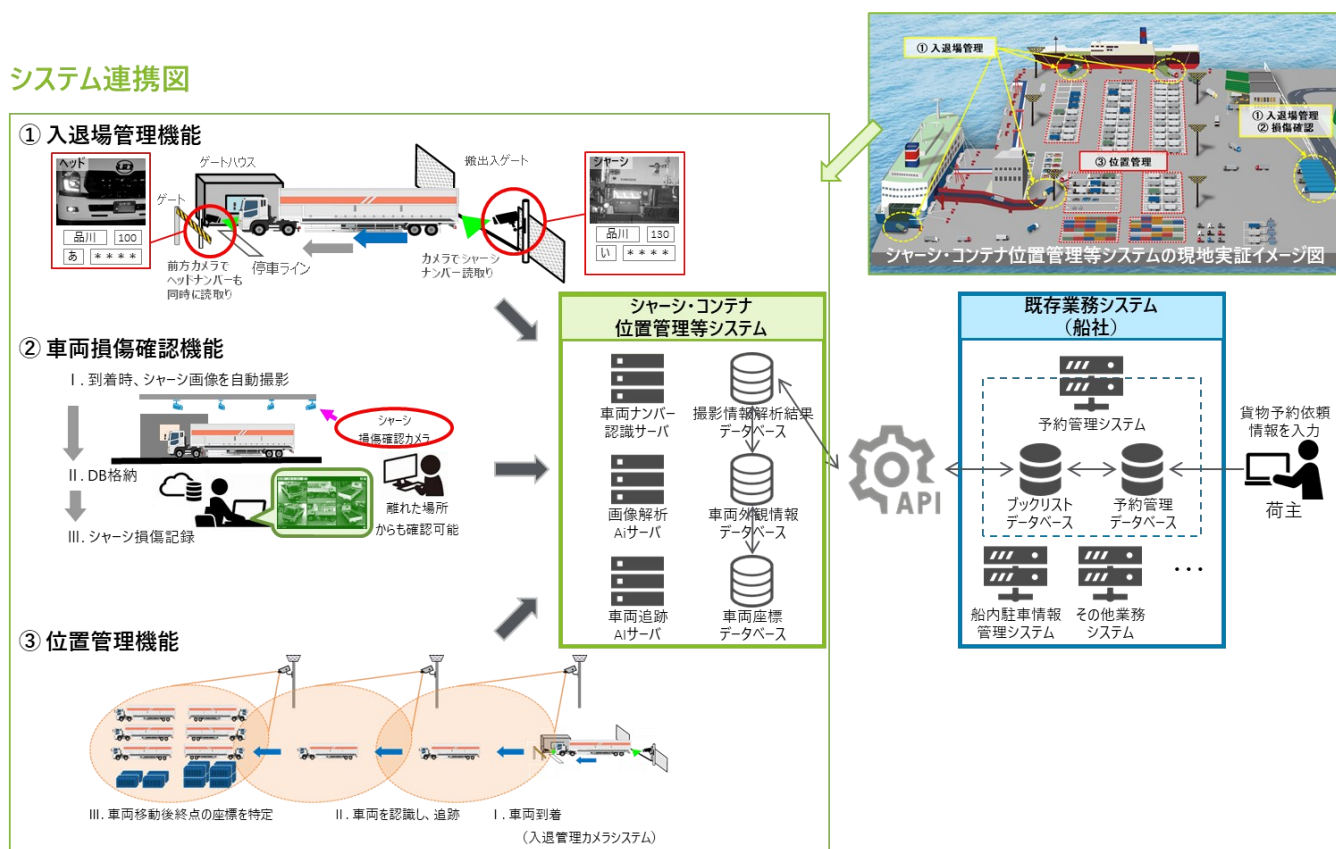 システム連携図
① 入退場管理機能
ヘッド
ゲートハウス
搬出入ゲート
シャーシ
ゲート
品川 100
あ ＊＊＊＊
品川 130
い ＊＊＊＊
前方カメラで
ヘッドナンバーも
同時に読取り
停車ライン
カメラでシャーシ
ナンバー読取り
② 車両損傷確認機能
Ⅰ. 到着時、シャーシ画像を自動撮影
シャーシ
損傷確認カメラ
Ⅱ. DB格納
離れた場所
からも確認可能
Ⅲ. シャーシ損傷記録
③ 位置管理機能
Ⅲ. 車両移動後終点の座標を特定
Ⅱ. 車両を認識し、追跡
Ⅰ. 車両到着
（入退管理カメラシステム）
シャーシ・コンテナ
位置管理等システム
車両ナンバー
認識サーバ
撮影情報解析結果
データベース
画像解析
Aiサーバ
車両外観情報
データベース
車両追跡
AIサーバ
車両座標
データベース
API
① 入退場管理
① 入退場管理
② 損傷確認
③ 位置管理
シャーシ・コンテナ位置管理等システムの現地実証イメージ図
既存業務システム
（船社）
予約管理システム
ブックリスト
データベース
予約管理
データベース
船内駐車情報
管理システム
その他業務
システム
・・・
貨物予約依頼
情報を入力
荷主